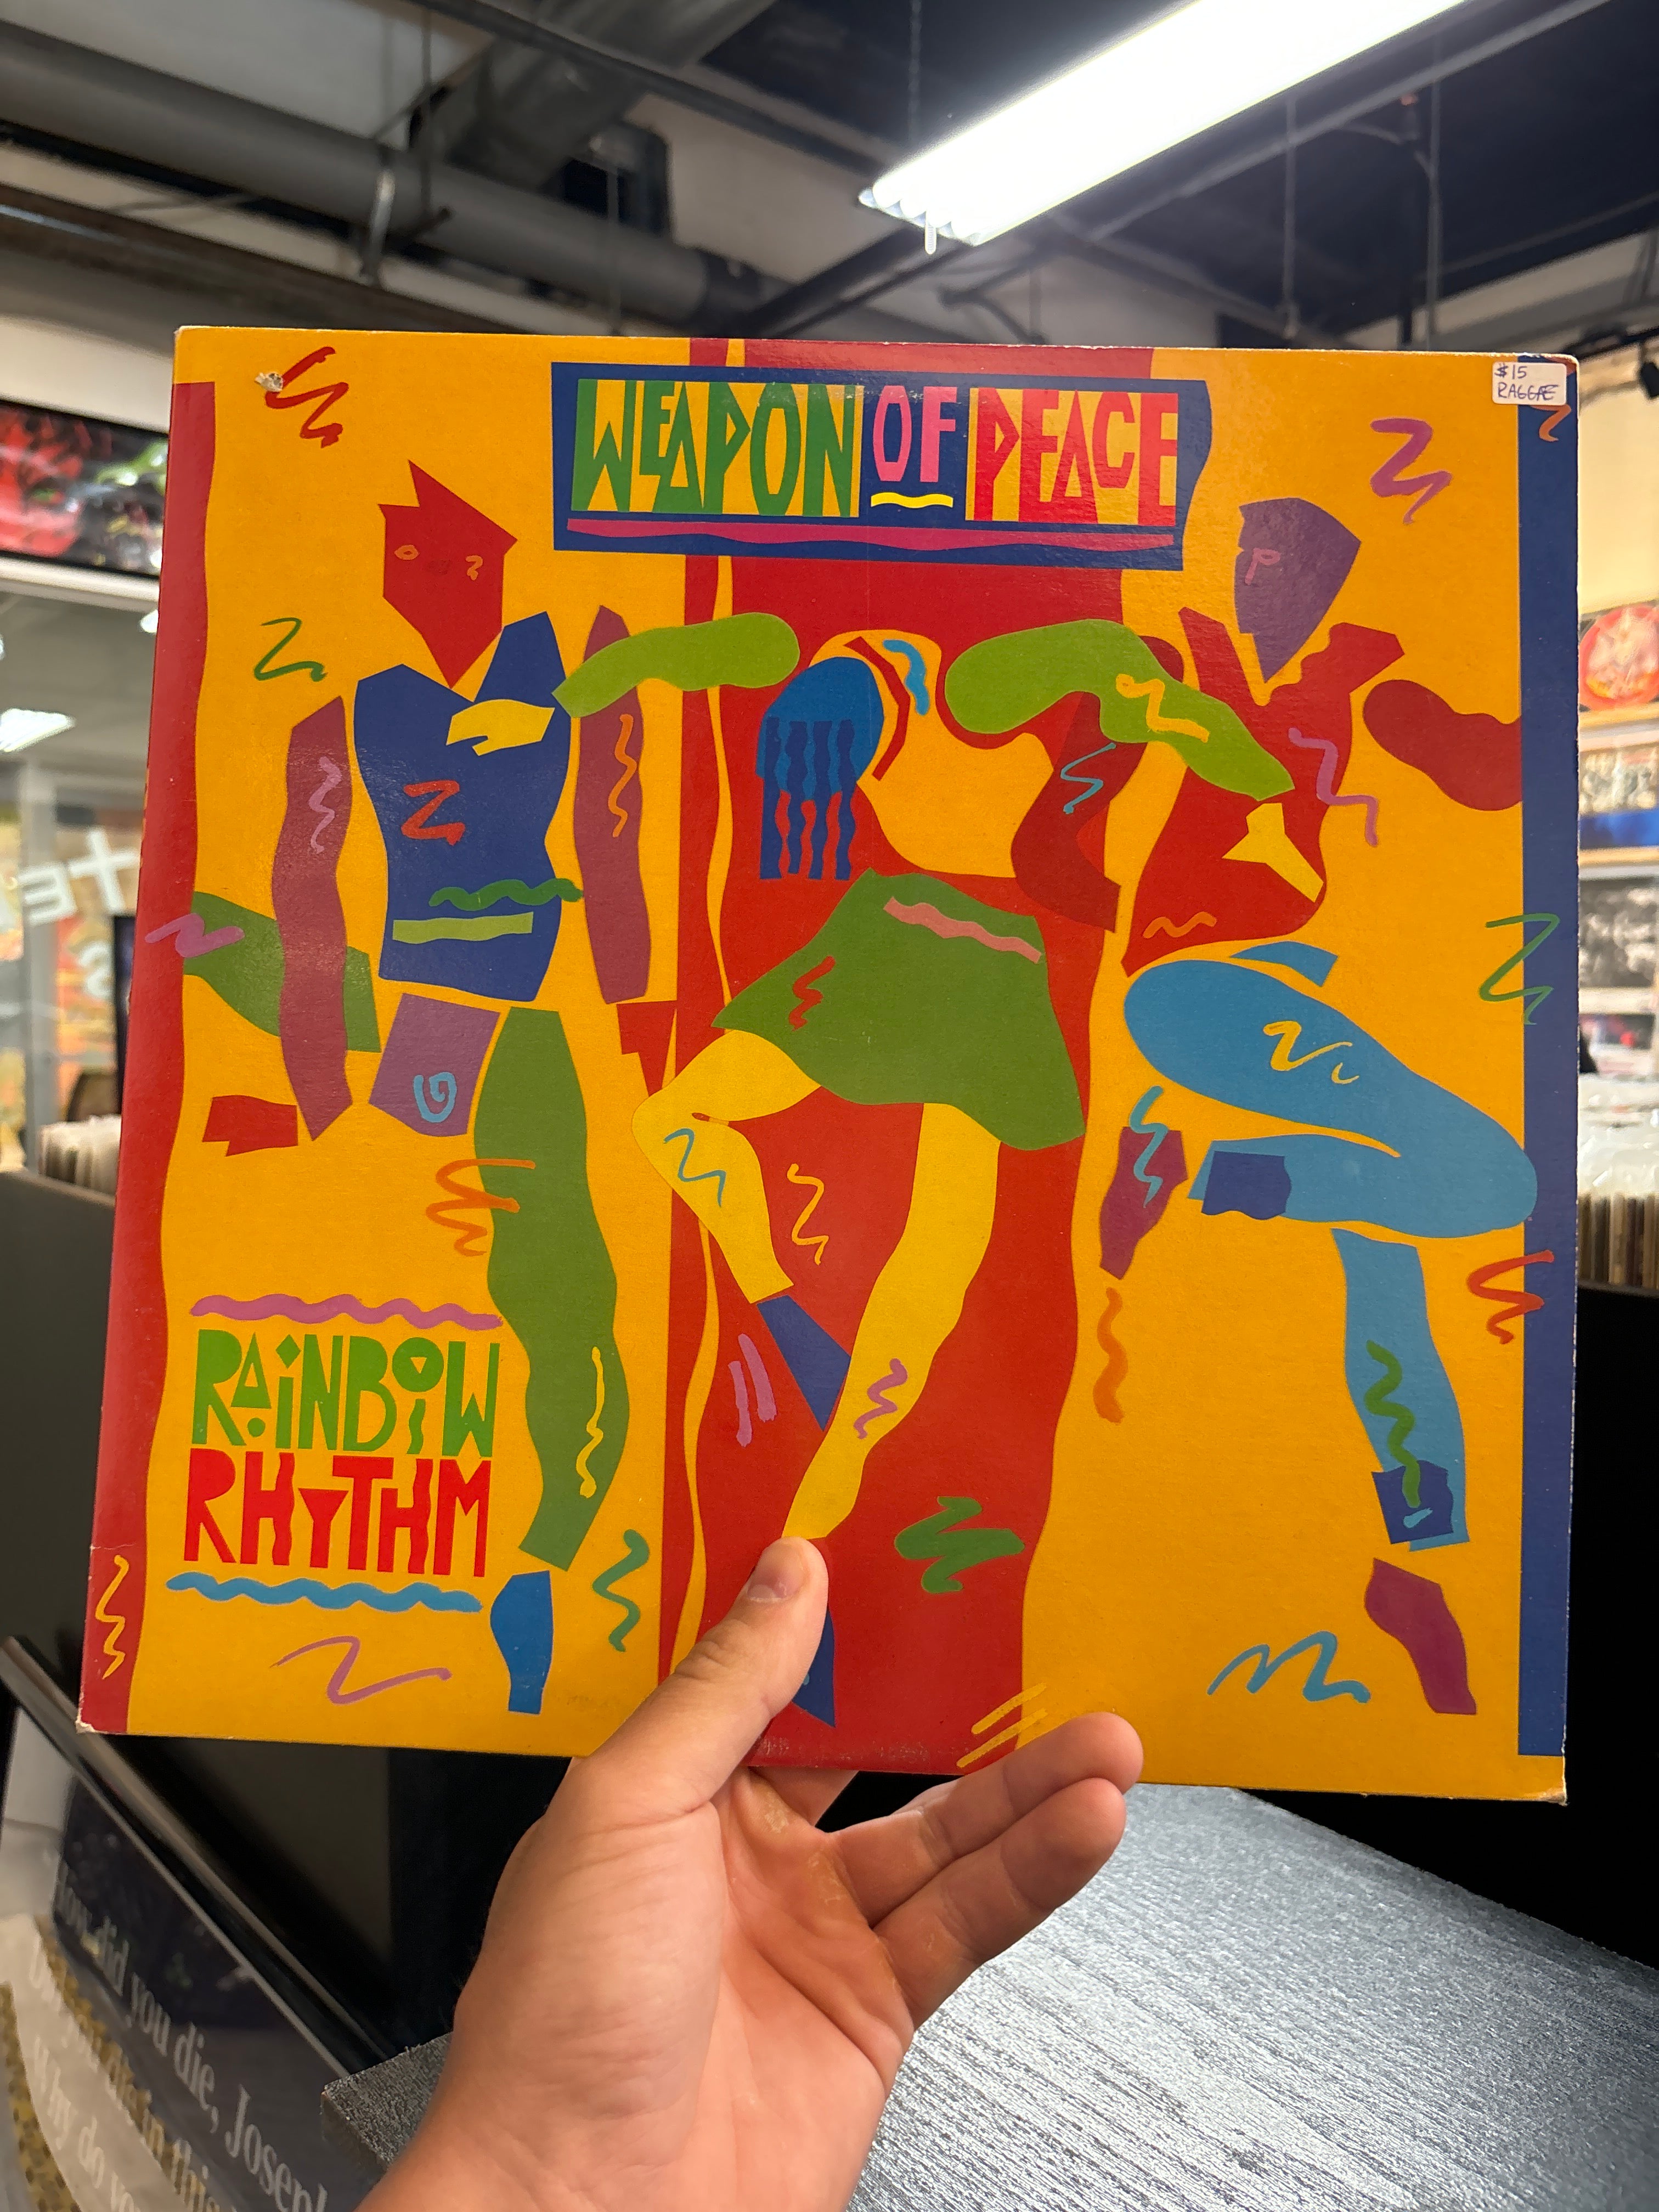 WEAPON OF PEACE
$15
RAGGAE
RAINBOW
RHYTHM
How did you die, Joseph